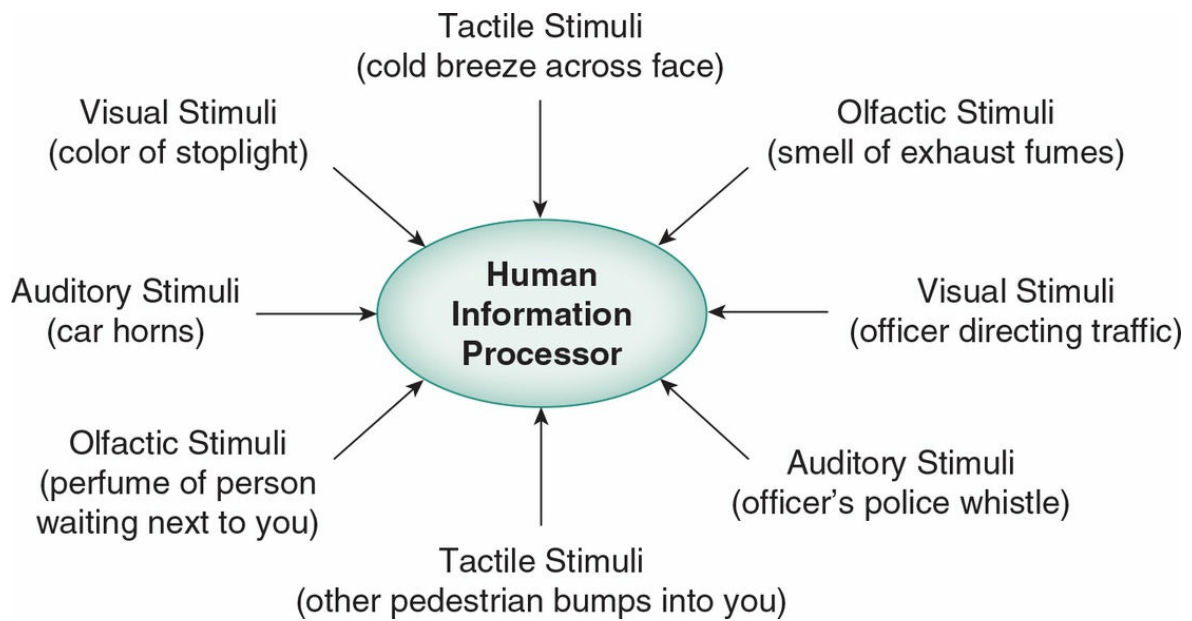 Tactile Stimuli
(cold breeze across face)
Visual Stimuli
(color of stoplight)
Olfactic Stimuli
(smell of exhaust fumes)
Auditory Stimuli
(car horns)
Human
Information
Processor
Visual Stimuli
(officer directing traffic)
Olfactic Stimuli
(perfume of person
waiting next to you)
Auditory Stimuli
(officer’s police whistle)
Tactile Stimuli
(other pedestrian bumps into you)